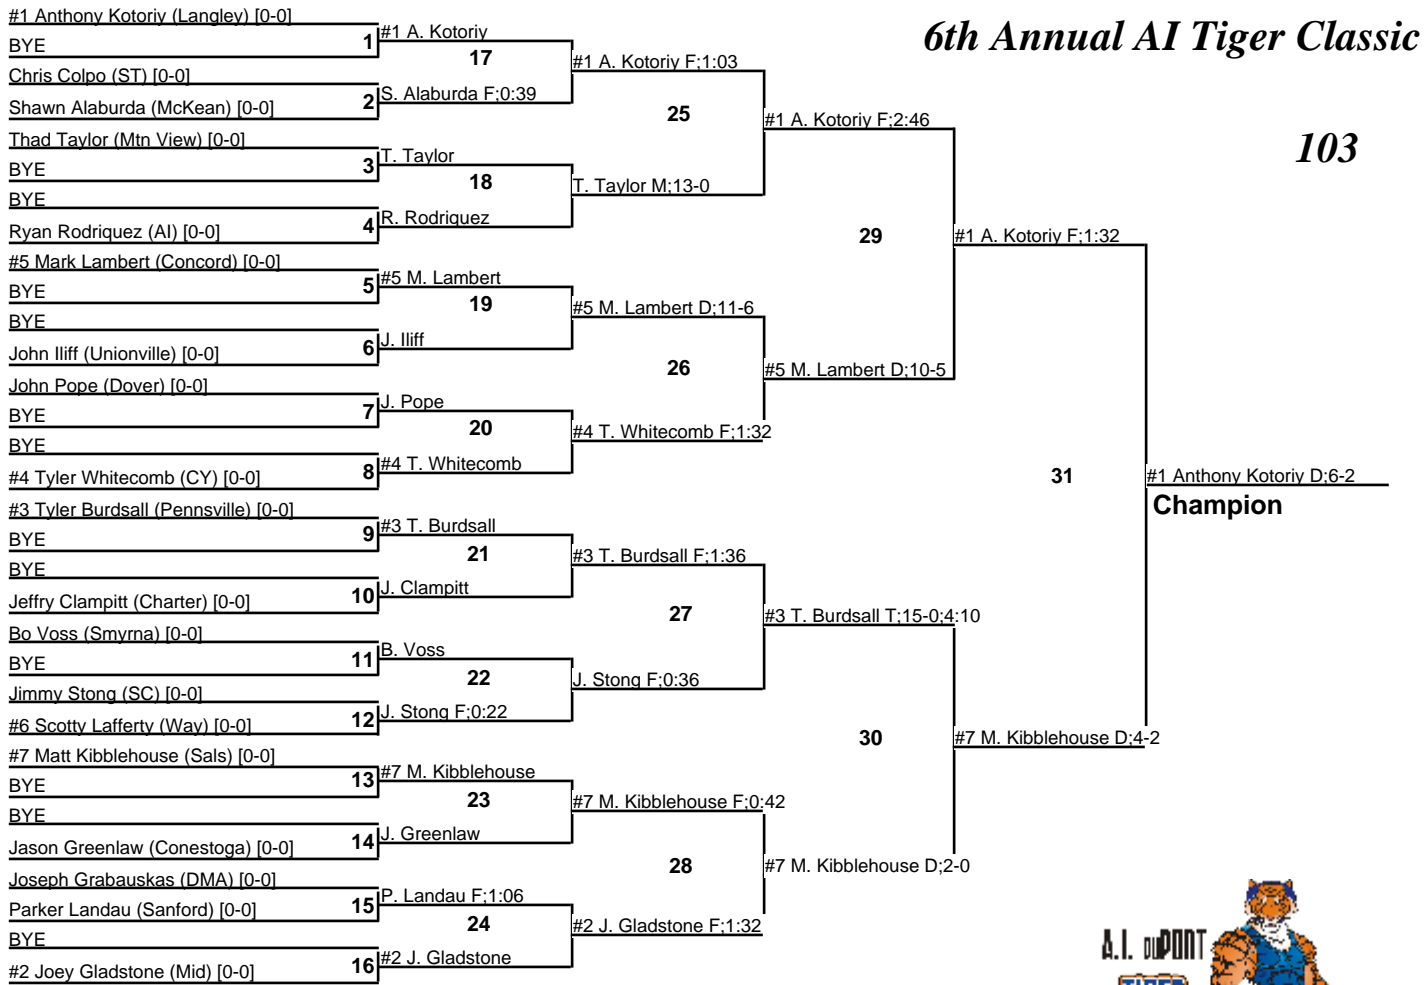 6th Annual AI Tiger Classic
103
#1 Anthony Kotoriy (Langley) [0-0]
BYE
1
Chris Colpo (ST) [0-0]
Shawn Alaburda (McKean) [0-0]
2
Thad Taylor (Mtn View) [0-0]
BYE
3
BYE
Ryan Rodriquez (AI) [0-0]
4
#5 Mark Lambert (Concord) [0-0]
BYE
5
BYE
John Iliff (Unionville) [0-0]
6
John Pope (Dover) [0-0]
BYE
7
BYE
#4 Tyler Whitecomb (CY) [0-0]
8
#3 Tyler Burdsall (Pennsville) [0-0]
BYE
9
BYE
Jeffry Clampitt (Charter) [0-0]
10
Bo Voss (Smyrna) [0-0]
BYE
11
Jimmy Stong (SC) [0-0]
#6 Scotty Lafferty (Way) [0-0]
12
#7 Matt Kibblehouse (Sals) [0-0]
BYE
13
BYE
Jason Greenlaw (Conestoga) [0-0]
14
Joseph Grabauskas (DMA) [0-0]
Parker Landau (Sanford) [0-0]
15
BYE
#2 Joey Gladstone (Mid) [0-0]
16
#1 A. Kotoriy
17
S. Alaburda F;0:39
T. Taylor
18
R. Rodriquez
#5 M. Lambert
19
J. Iliff
J. Pope
20
#4 T. Whitecomb
#3 T. Burdsall
21
J. Clampitt
B. Voss
22
J. Stong F;0:22
#7 M. Kibblehouse
23
J. Greenlaw
P. Landau F;1:06
24
#2 J. Gladstone
#1 A. Kotoriy F;1:03
25
T. Taylor M;13-0
#5 M. Lambert D;11-6
26
#4 T. Whitecomb F;1:32
#3 T. Burdsall F;1:36
27
J. Stong F;0:36
#7 M. Kibblehouse F;0:42
28
#2 J. Gladstone F;1:32
#1 A. Kotoriy F;2:46
29
#5 M. Lambert D;10-5
#3 T. Burdsall T;15-0;4:10
30
#7 M. Kibblehouse D;2-0
#1 A. Kotoriy F;1:32
31
#7 M. Kibblehouse D;4-2
#1 Anthony Kotoriy D;6-2
Champion
A.I. duPONT
TIGER